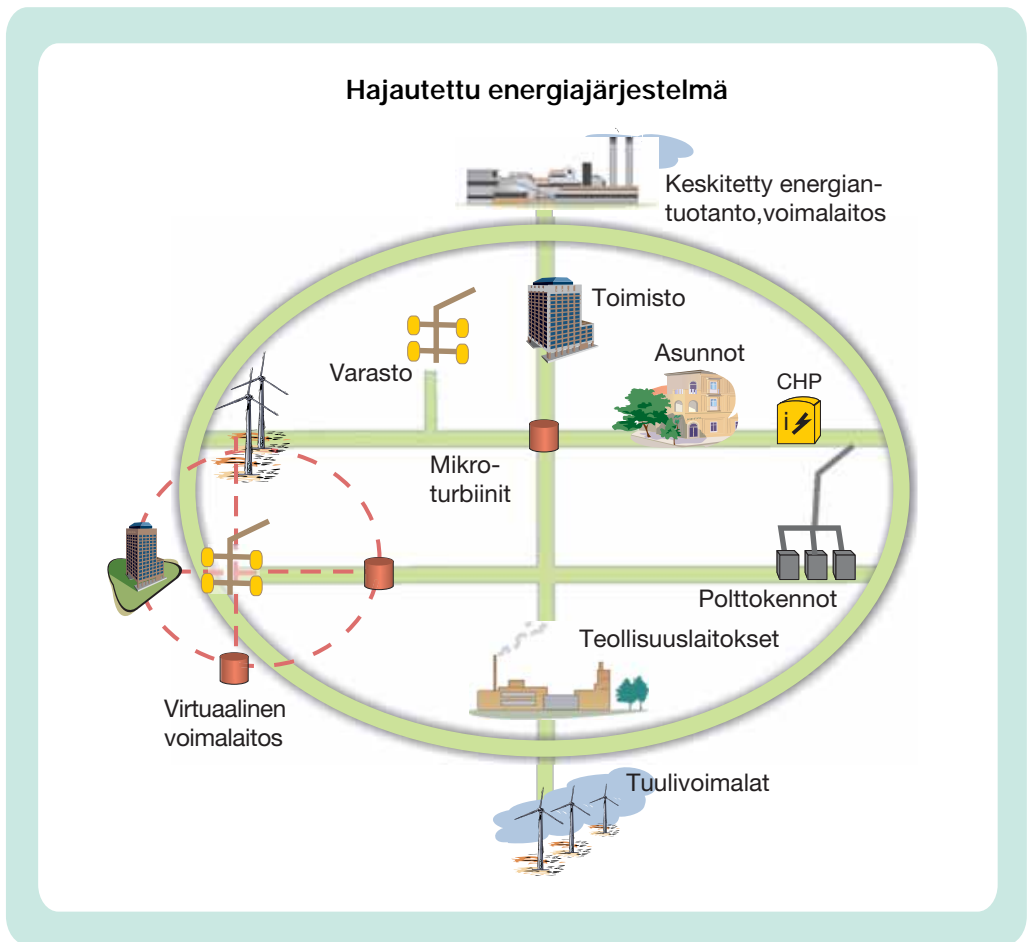 Hajautettu energiajärjestelmä
Keskitetty energian-
tuotanto,voimalaitos
Toimisto
Asunnot
Varasto
CHP
i
Mikro-
turbiinit
Polttokennot
Teollisuuslaitokset
Virtuaalinen
voimalaitos
Tuulivoimalat